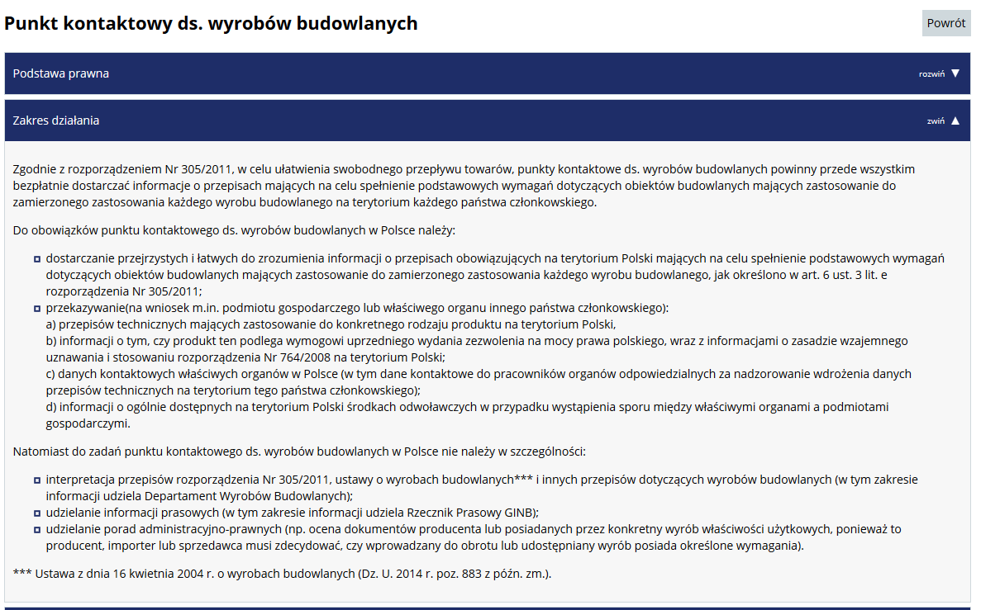 Punkt kontaktowy ds. wyrobów budowlanych
Powrót
Podstawa prawna
rozwiń ▼
Zakres działania
zwiń ▲
Zgodnie z rozporządzeniem Nr 305/2011, w celu ułatwienia swobodnego przepływu towarów, punkty kontaktowe ds. wyrobów budowlanych powinny przede wszystkim
bezpłatnie dostarczać informacje o przepisach mających na celu spełnienie podstawowych wymagań dotyczących obiektów budowlanych mających zastosowanie do
zamierzonego zastosowania każdego wyrobu budowlanego na terytorium każdego państwa członkowskiego.
Do obowiązków punktu kontaktowego ds. wyrobów budowlanych w Polsce należy:
dostarczanie przejrzystych i łatwych do zrozumienia informacji o przepisach obowiązujących na terytorium Polski mających na celu spełnienie podstawowych wymagań
dotyczących obiektów budowlanych mających zastosowanie do zamierzonego zastosowania każdego wyrobu budowlanego, jak określono w art. 6 ust. 3 lit. e
rozporządzenia Nr 305/2011;
przekazywanie(na wniosek m.in. podmiotu gospodarczego lub właściwego organu innego państwa członkowskiego):
a) przepisów technicznych mających zastosowanie do konkretnego rodzaju produktu na terytorium Polski,
b) informacji o tym, czy produkt ten podlega wymogowi uprzedniego wydania zezwolenia na mocy prawa polskiego, wraz z informacjami o zasadzie wzajemnego
uznawania i stosowaniu rozporządzenia Nr 764/2008 na terytorium Polski;
c) danych kontaktowych właściwych organów w Polsce (w tym dane kontaktowe do pracowników organów odpowiedzialnych za nadzorowanie wdrożenia danych
przepisów technicznych na terytorium tego państwa członkowskiego);
d) informacji o ogólnie dostępnych na terytorium Polski środkach odwoławczych w przypadku wystąpienia sporu między właściwymi organami a podmiotami
gospodarczymi.
Natomiast do zadań punktu kontaktowego ds. wyrobów budowlanych w Polsce nie należy w szczególności:
interpretacja przepisów rozporządzenia Nr 305/2011, ustawy o wyrobach budowlanych*** i innych przepisów dotyczących wyrobów budowlanych (w tym zakresie
informacji udziela Departament Wyrobów Budowlanych);
udzielanie informacji prasowych (w tym zakresie informacji udziela Rzecznik Prasowy GINB);
udzielanie porad administracyjno-prawnych (np. ocena dokumentów producenta lub posiadanych przez konkretny wyrób właściwości użytkowych, ponieważ to
producent, importer lub sprzedawca musi zdecydować, czy wprowadzany do obrotu lub udostępniany wyrób posiada określone wymagania).
*** Ustawa z dnia 16 kwietnia 2004 r. o wyrobach budowlanych (Dz. U. 2014 r. poz. 883 z późn. zm.).